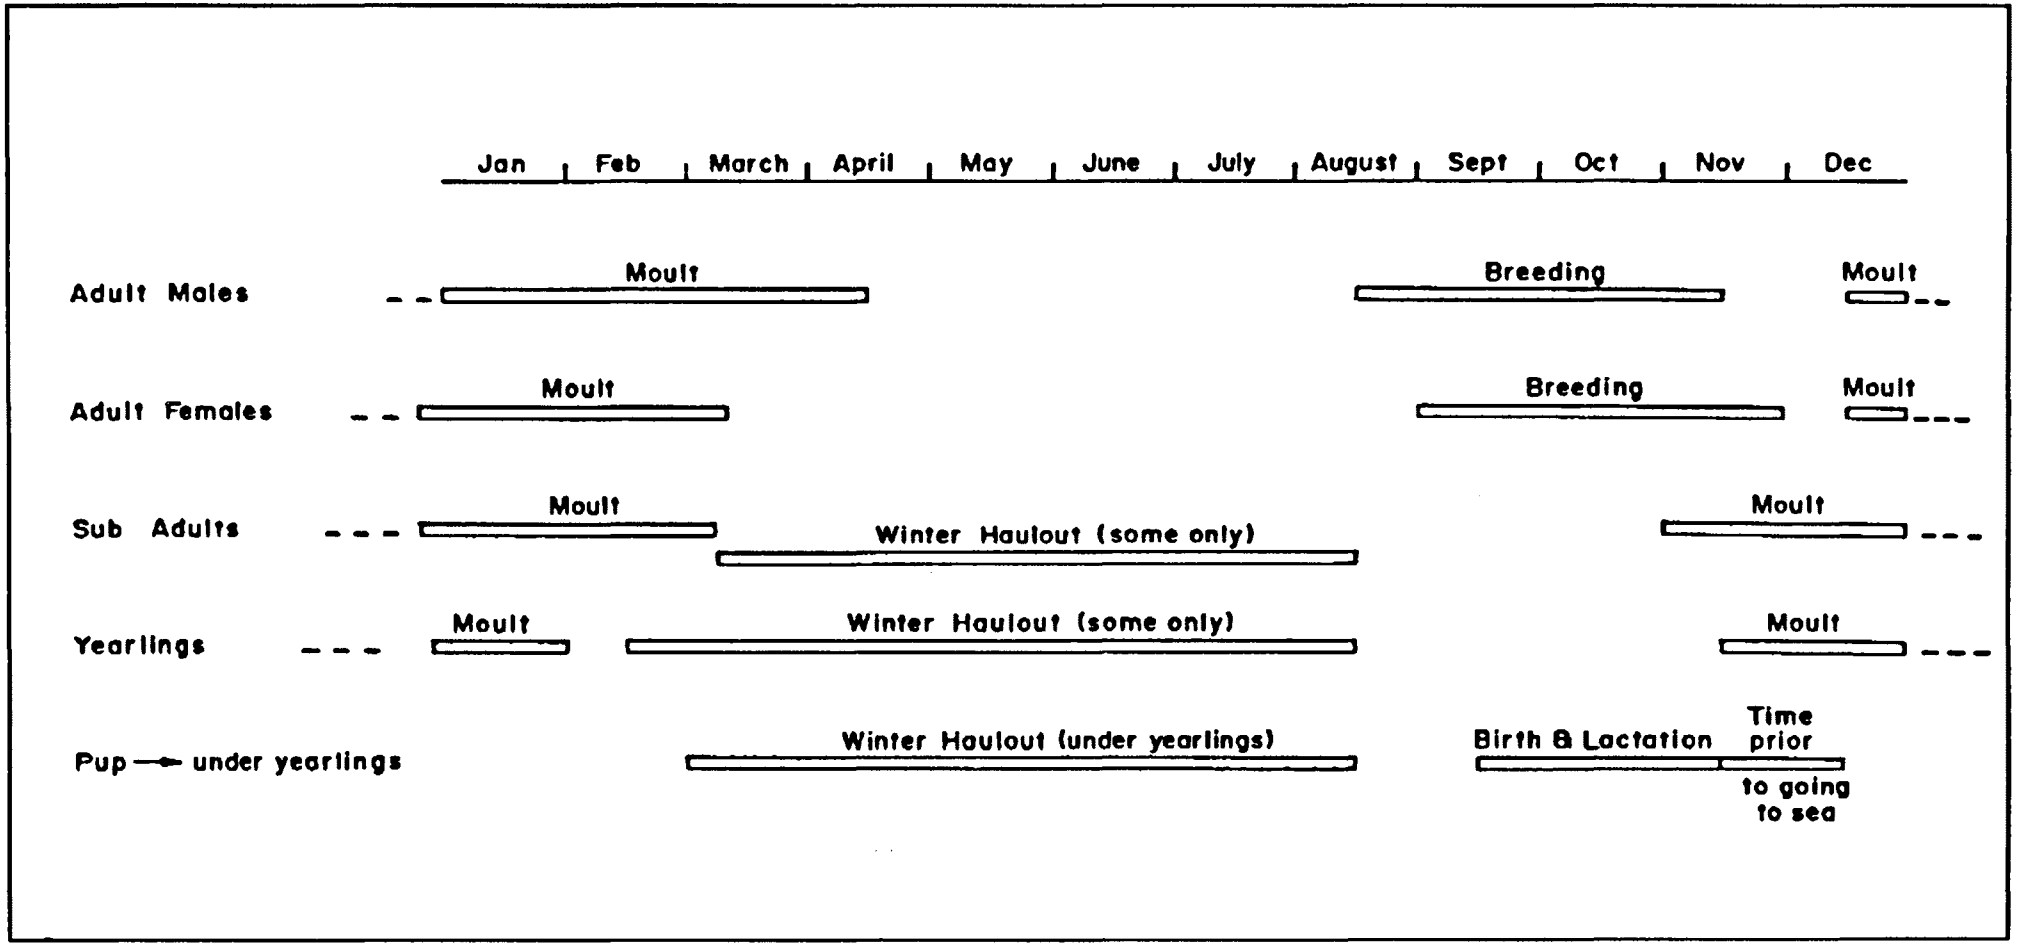 Jan Feb March April May June July August Sept Oct Nov Dec
Moult Breeding Moult
Adult Males
Moult Breeding Moult
Adult Females
Moult Moult
Sub Adults
Winter Haulout (some only)
Moult Winter Haulout (some only) Moult
Yearlings
Time
Winter Haulout (under yearlings) Birth & Lactation prior
Pup → under yearlings
to going
to sea